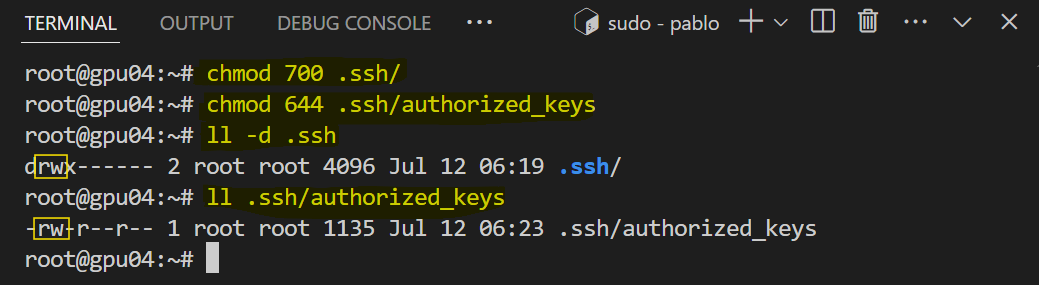 TERMINAL OUTPUT DEBUG CONSOLE ··· sudo - pablo ···
root@gpu04:~# chmod 700 .ssh/
root@gpu04:~# chmod 644 .ssh/authorized_keys
root@gpu04:~# ll -d .ssh
drwx------ 2 root root 4096 Jul 12 06:19 .ssh/
root@gpu04:~# ll .ssh/authorized_keys
-rw-r--r-- 1 root root 1135 Jul 12 06:23 .ssh/authorized_keys
root@gpu04:~#